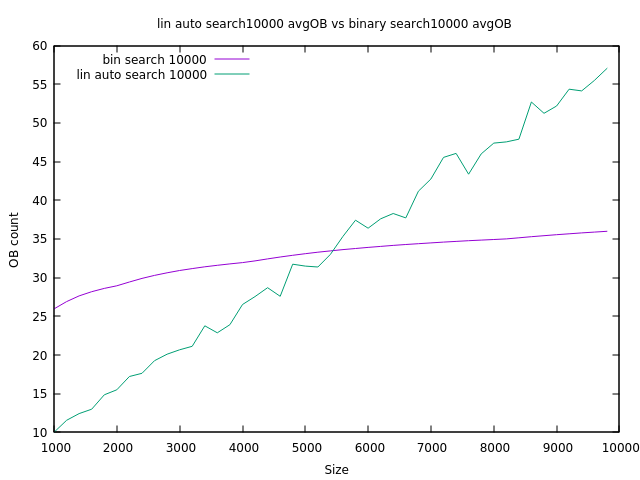 lin auto search10000 avgOB vs binary search10000 avgOB
60
55
50
45
40
35
30
25
20
15
10
OB count
bin search 10000
lin auto search 10000
1000 2000 3000 4000 5000 6000 7000 8000 9000 10000
Size